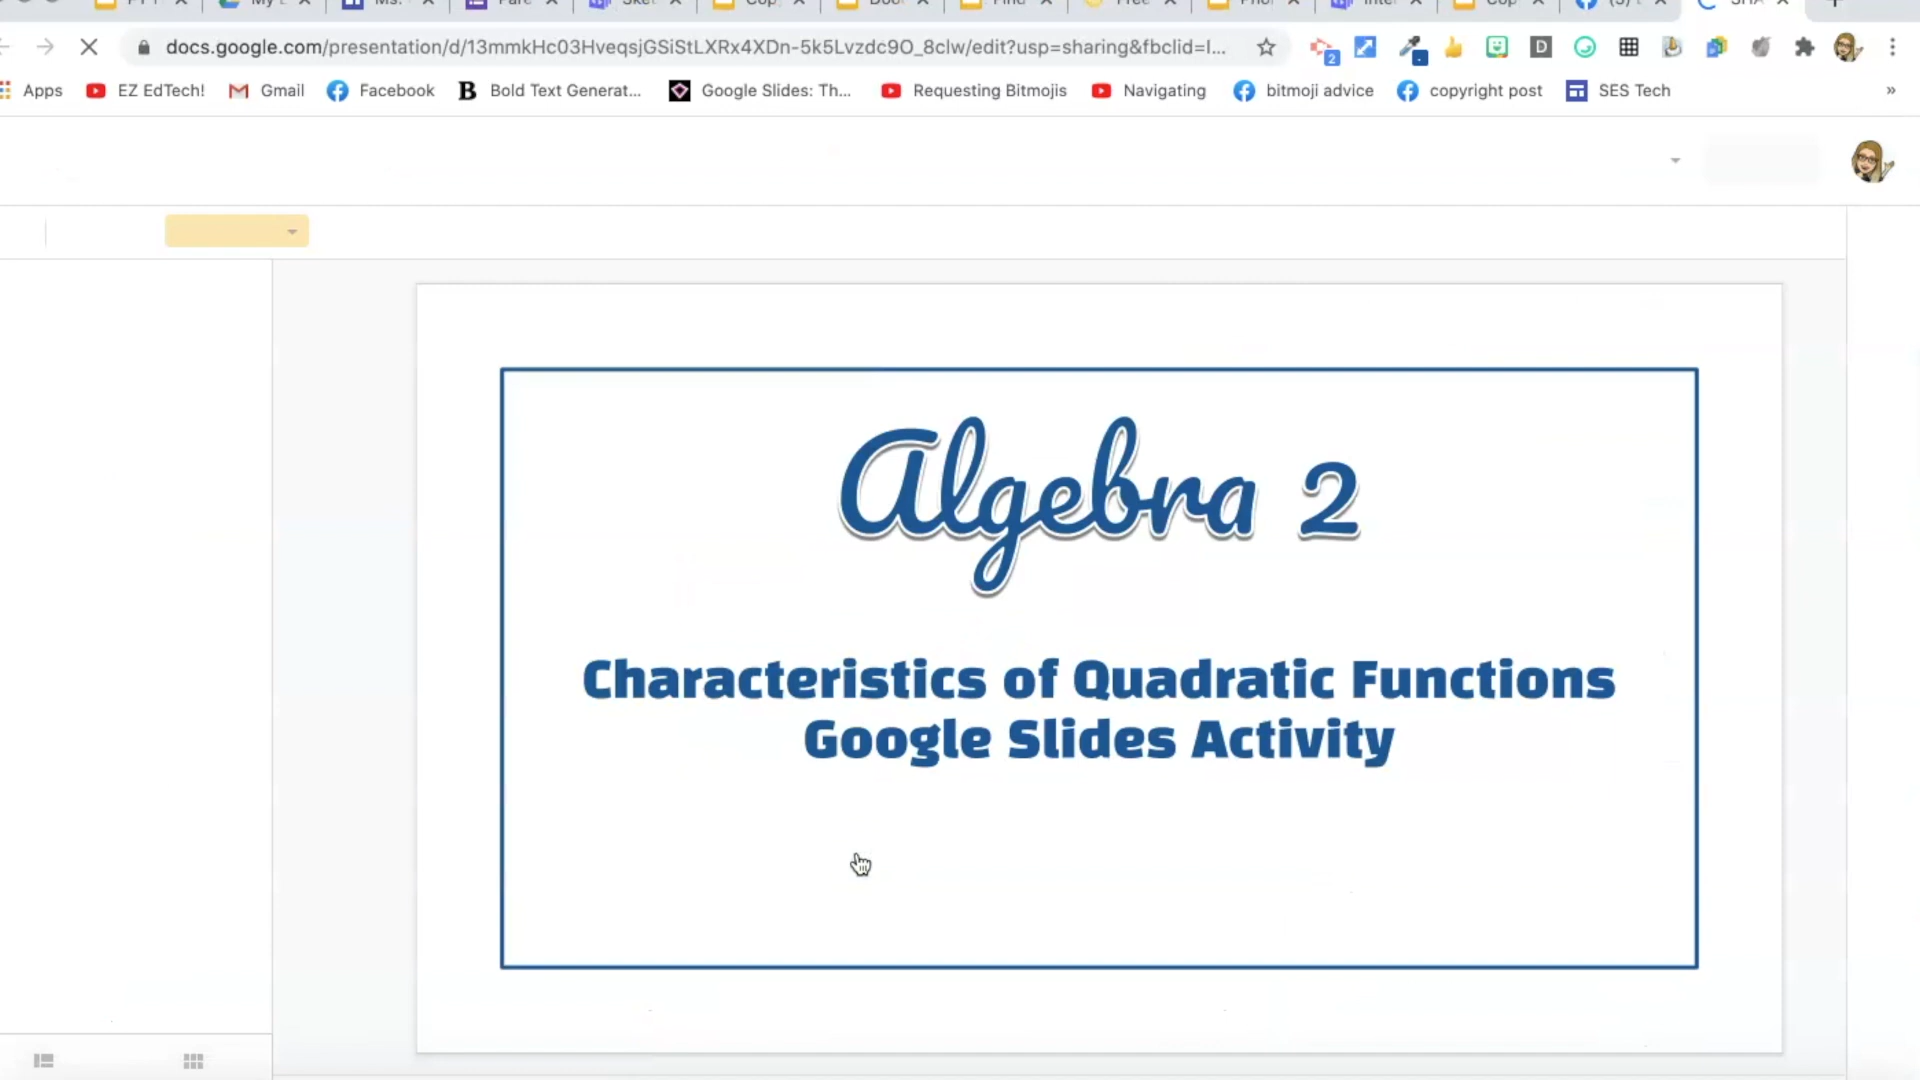 Ms.
docs.google.com/presentation/d/13mmkHc03HveqsjGSiStLXRx4XDn-5k5Lvzdc9O_8clw/edit?usp=sharing&fbclid=I...
2
D
Apps EZ EdTech! Gmail Facebook B Bold Text Generat... Google Slides: Th... Requesting Bitmojis Navigating bitmoji advice copyright post SES Tech »
Algebra 2
Characteristics of Quadratic Functions
Google Slides Activity